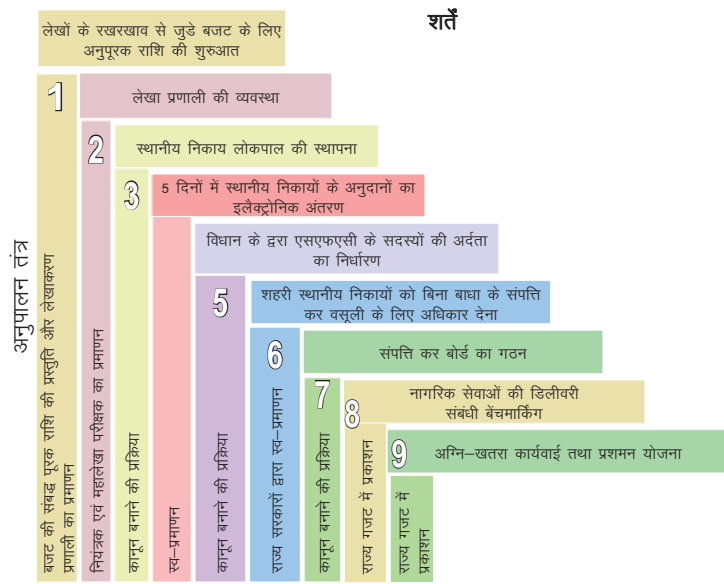 शर्तें
लेखों के रखरखाव से जुडे बजट के लिए
अनुपूरक राशि की शुरुआत
1
लेखा प्रणाली की व्यवस्था
2
स्थानीय निकाय लोकपाल की स्थापना
3
5 दिनों में स्थानीय निकायों के अनुदानों का
इलैक्ट्रोनिक अंतरण
विधान के द्वरा एसएफएसी के सदस्यों की अर्दता
का निर्धारण
5
शहरी स्थानीय निकायों को बिना बाधा के संपत्ति
कर वसूली के लिए अधिकार देना
6
संपत्ति कर बोर्ड का गठन
7
नागरिक सेवाओं की डिलीवरी
संबंधी बेंचमार्किंग
8
अग्नि–खतरा कार्यवाई तथा प्रशमन योजना
9
अनुपालन तंत्र
बजट की संबद्ध पूरक राशि की प्रस्तुति और लेखाकरण
प्रणाली का प्रमाणन
नियंत्रक एवं महालेखा परीक्षक का प्रमाणन
कानून बनाने की प्रक्रिया
स्व–प्रमाणन
कानून बनाने की प्रक्रिया
राज्य सरकारों द्वारा स्व–प्रमाणन
कानून बनाने की प्रक्रिया
राज्य गजट में प्रकाशन
राज्य गजट में
प्रकाशन